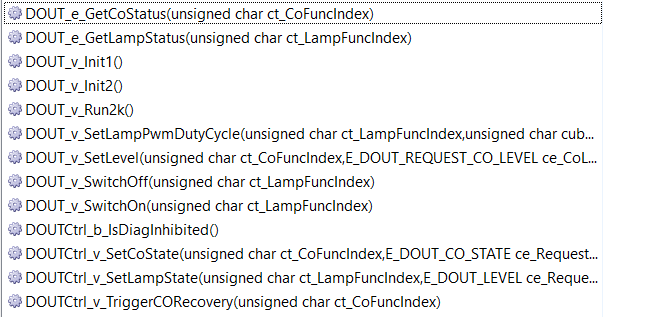 DOUT_e_GetCoStatus(unsigned char ct_CoFuncIndex)
DOUT_e_GetLampStatus(unsigned char ct_LampFuncIndex)
DOUT_v_Init1()
DOUT_v_Init2()
DOUT_v_Run2k()
DOUT_v_SetLampPwmDutyCycle(unsigned char ct_LampFuncIndex,unsigned char cub...
DOUT_v_SetLevel(unsigned char ct_CoFuncIndex,E_DOUT_REQUEST_CO_LEVEL ce_CoL...
DOUT_v_SwitchOff(unsigned char ct_LampFuncIndex)
DOUT_v_SwitchOn(unsigned char ct_LampFuncIndex)
DOUTCtrl_b_IsDiagInhibited()
DOUTCtrl_v_SetCoState(unsigned char ct_CoFuncIndex,E_DOUT_CO_STATE ce_Request...
DOUTCtrl_v_SetLampState(unsigned char ct_LampFuncIndex,E_DOUT_LEVEL ce_Reque...
DOUTCtrl_v_TriggerCORecovery(unsigned char ct_CoFuncIndex)